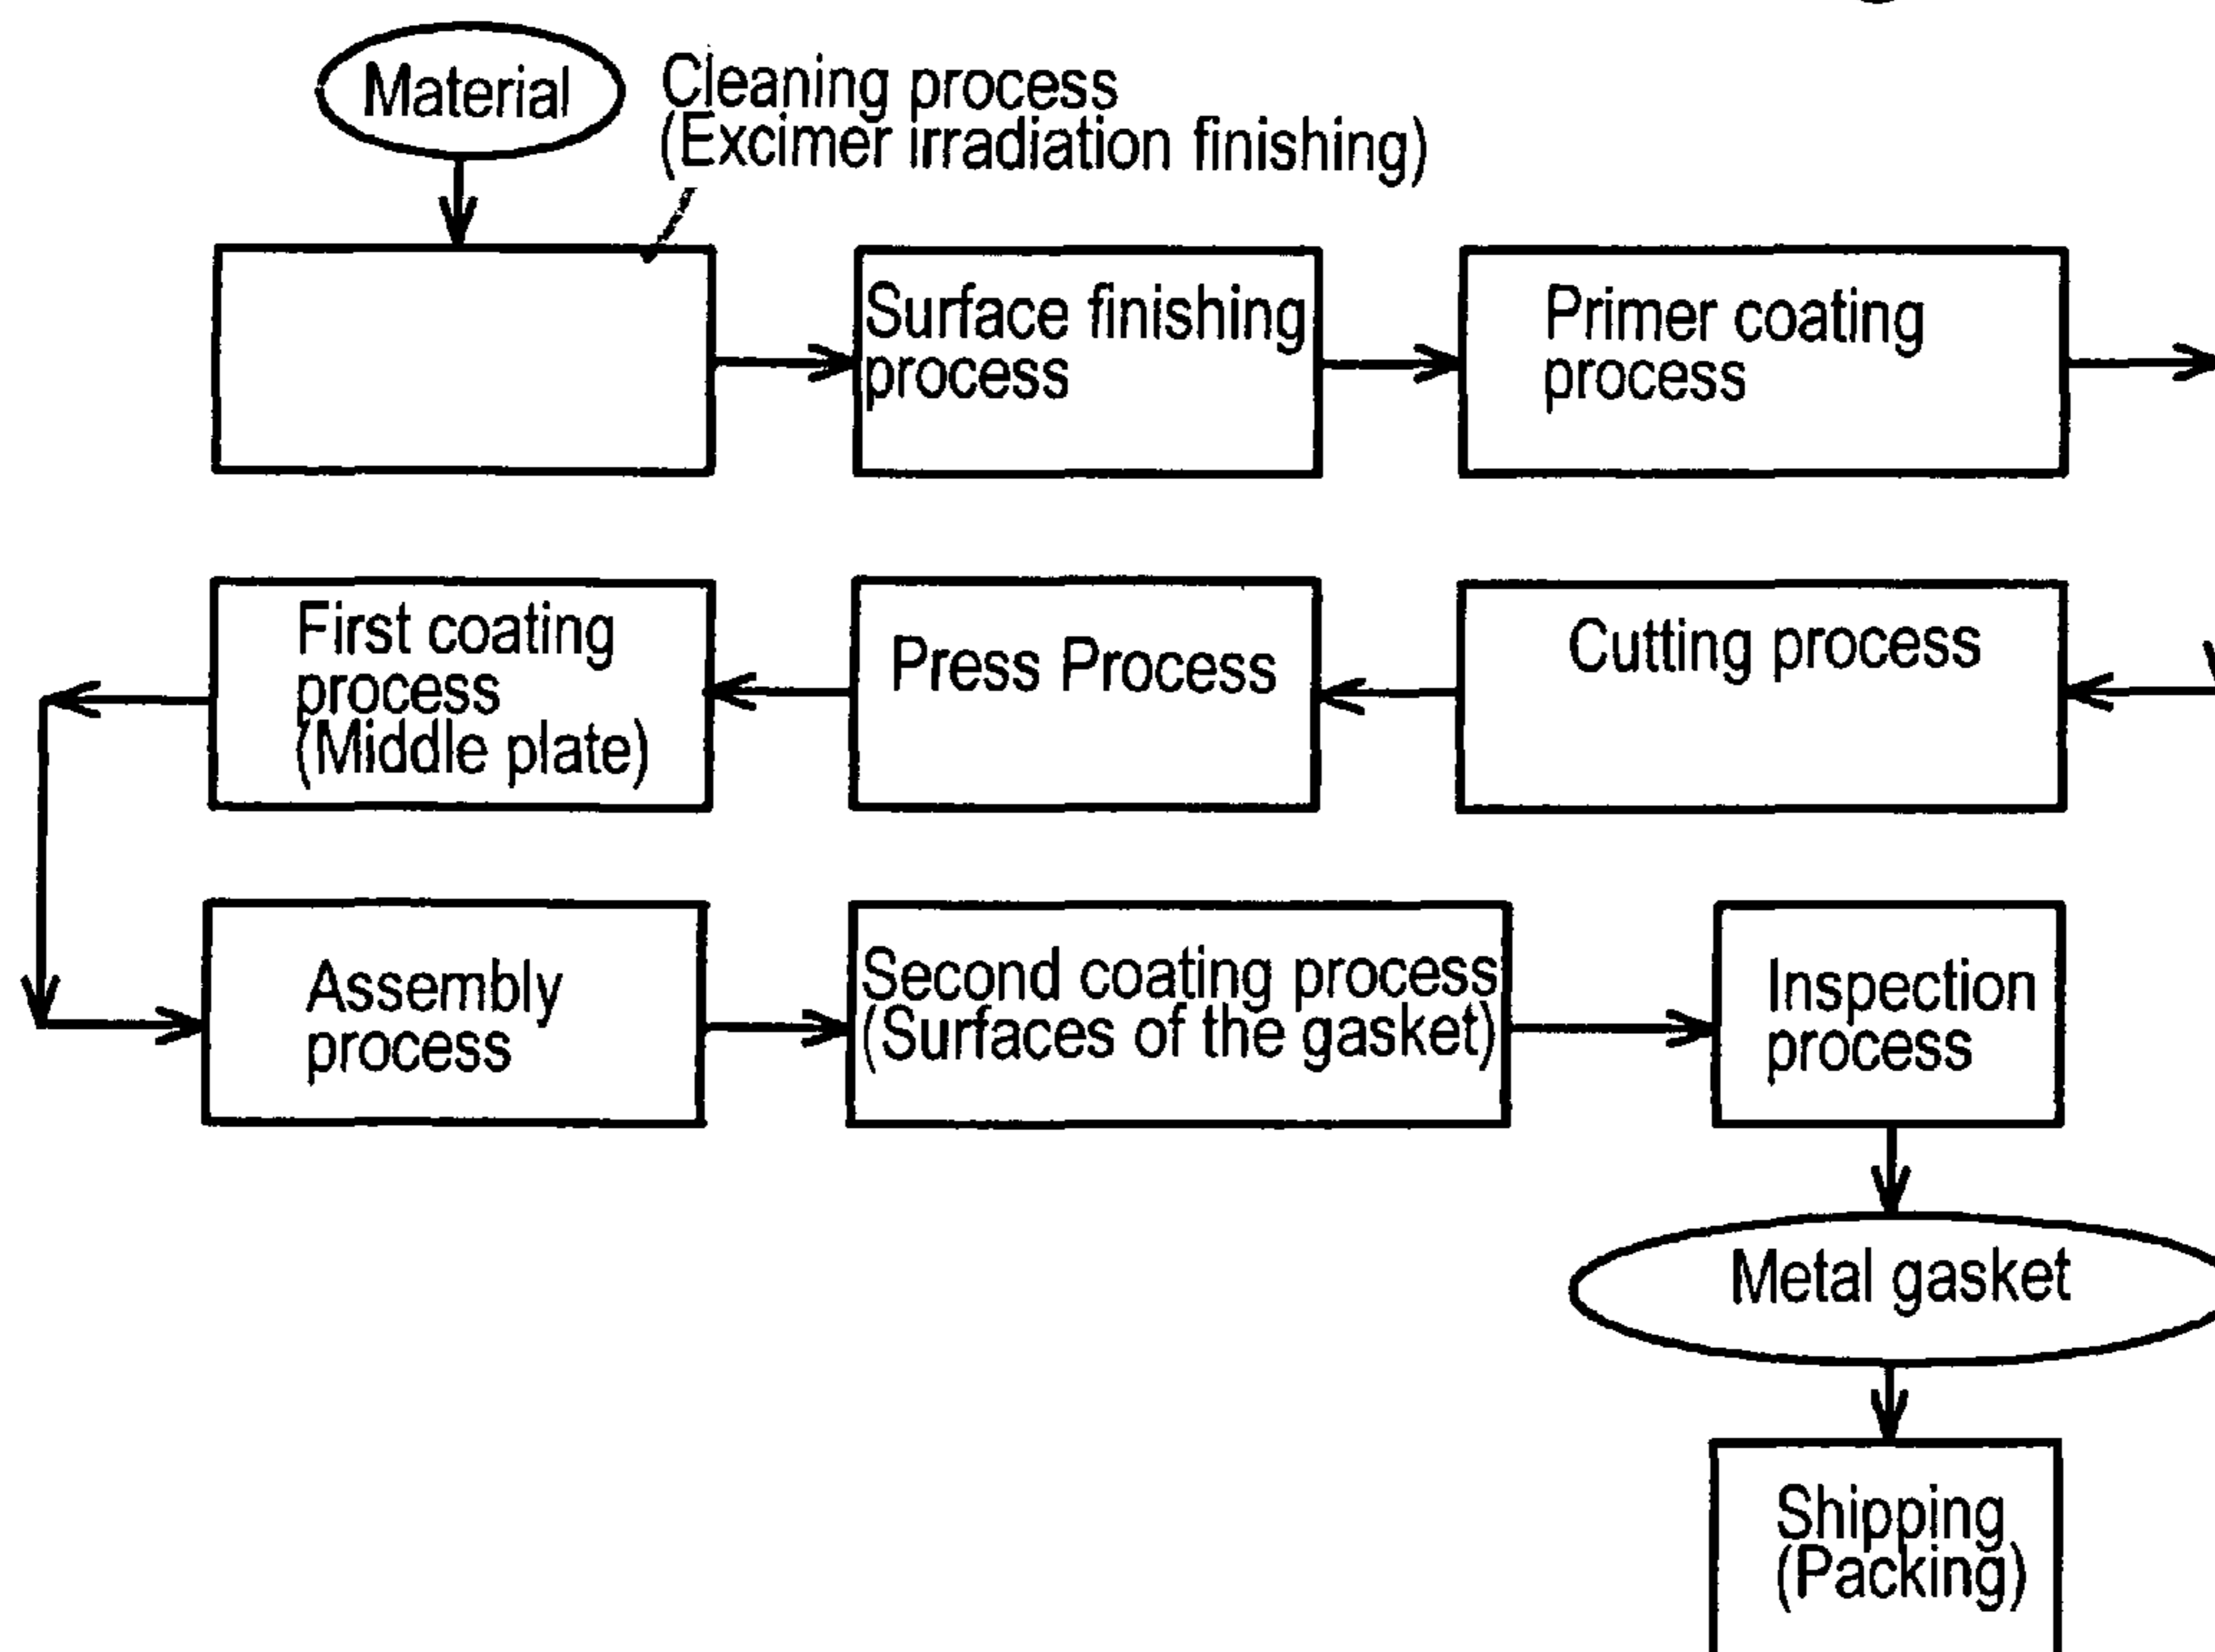 Material
Cleaning process
(Excimer irradiation finishing)
Surface finishing
process
Primer coating
process
First coating
process
(Middle plate)
Press Process
Cutting process
Assembly
process
Second coating process
(Surfaces of the gasket)
Inspection
process
Metal gasket
Shipping
(Packing)